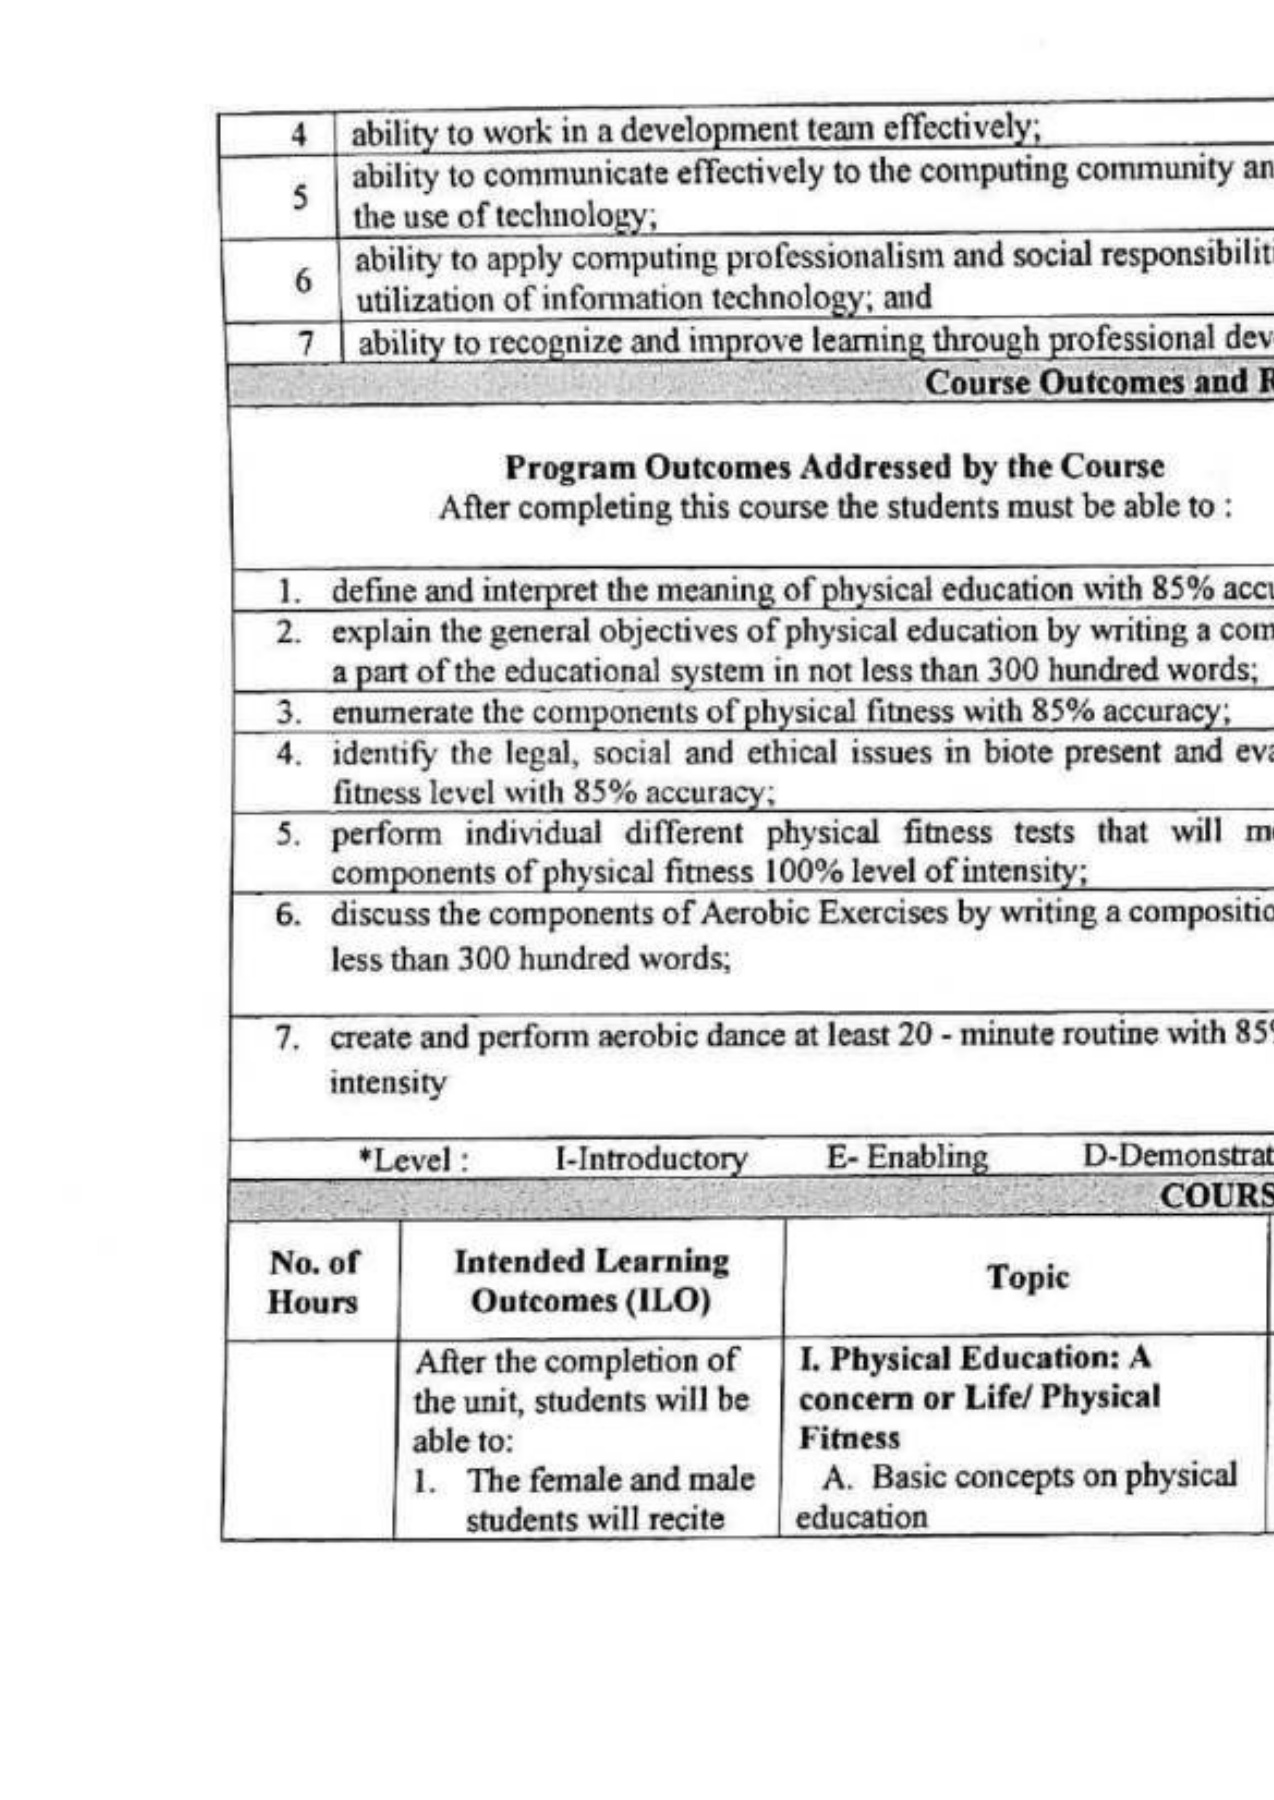 4 ability to work in a development team effectively;
5 ability to communicate effectively to the computing community an
the use of technology;
6 ability to apply computing professionalism and social responsibilit
utilization of information technology; and
7 ability to recognize and improve learning through professional dev
Course Outcomes and R
Program Outcomes Addressed by the Course
After completing this course the students must be able to :
1. define and interpret the meaning of physical education with 85% accu
2. explain the general objectives of physical education by writing a com
a part of the educational system in not less than 300 hundred words;
3. enumerate the components of physical fitness with 85% accuracy;
4. identify the legal, social and ethical issues in biote present and eva
fitness level with 85% accuracy;
5. perform individual different physical fitness tests that will m
components of physical fitness 100% level of intensity;
6. discuss the components of Aerobic Exercises by writing a compositio
less than 300 hundred words;
7. create and perform aerobic dance at least 20 - minute routine with 85%
intensity
*Level : I-Introductory E- Enabling D-Demonstrat
COURS
No. of
Hours
Intended Learning
Outcomes (ILO)
Topic
After the completion of
the unit, students will be
able to:
1. The female and male
students will recite
I. Physical Education: A
concern or Life/ Physical
Fitness
A. Basic concepts on physical
education